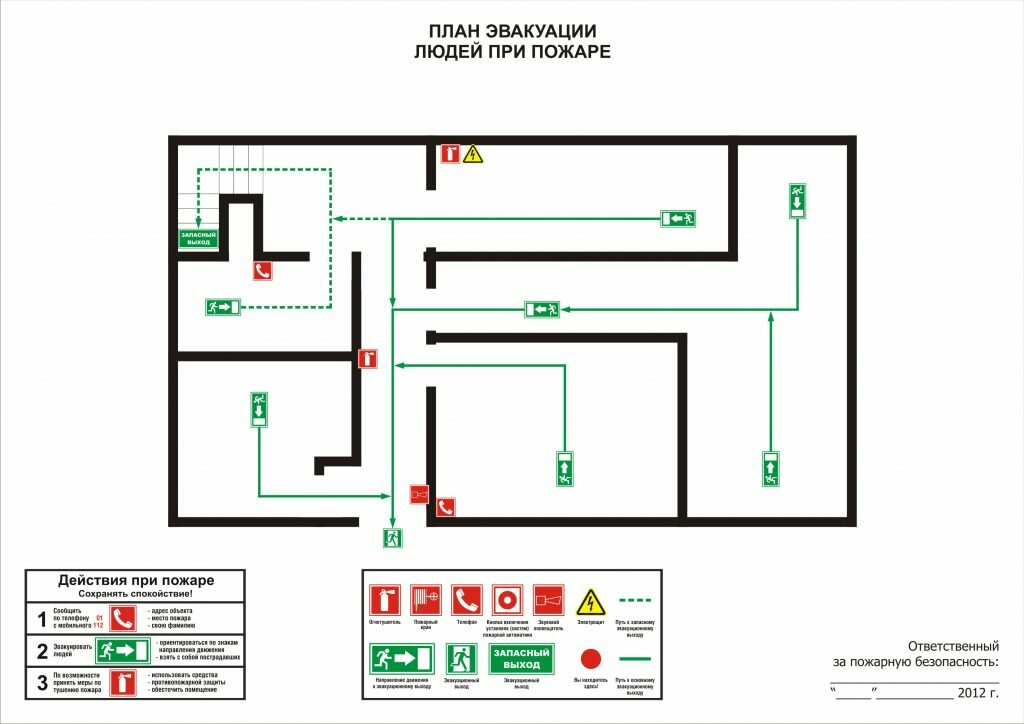 ПЛАН ЭВАКУАЦИИ
ЛЮДЕЙ ПРИ ПОЖАРЕ
ЗАПАСНЫЙ
ВЫХОД
Действия при пожаре
Сохранять спокойствие!
1
Сообщить
по телефону 01
с мобильного 112
- адрес объекта
- место пожара
- свою фамилию
2
Эвакуировать
людей
- ориентироваться по знакам
направления движения
- взять с собой пострадавших
3
По возможности
принять меры по
тушению пожара
- использовать средства
- противопожарной защиты
- обесточить помещение
Огнетушитель
Пожарный
кран
Телефон
Кнопка включения
установок (систем)
пожарной автоматики
Звуковой
оповещатель
Электрощит
Путь к запасному
эвакуационному
выходу
ЗАПАСНЫЙ
ВЫХОД
Направление движения
к эвакуационному выходу
Эвакуационный
выход
Эвакуационный
выход
Вы находитесь
здесь!
Путь к основному
эвакуационному
выходу
Ответственный
за пожарную безопасность:
"_____"___________ 2012 г.